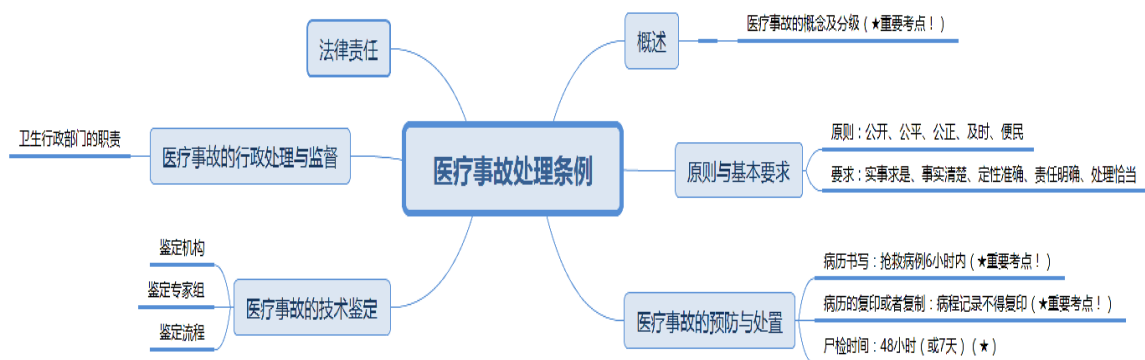 医疗事故处理条例
概述
医疗事故的概念及分级（★重要考点！）
原则与基本要求
原则：公开、公平、公正、及时、便民
要求：实事求是、事实清楚、定性准确、责任明确、处理恰当
医疗事故的预防与处置
病历书写：抢救病例6小时内（★重要考点！）
病历的复印或者复制：病程记录不得复印（★重要考点！）
尸检时间：48小时（或7天）（★）
医疗事故的技术鉴定
鉴定机构
鉴定专家组
鉴定流程
医疗事故的行政处理与监督
卫生行政部门的职责
法律责任